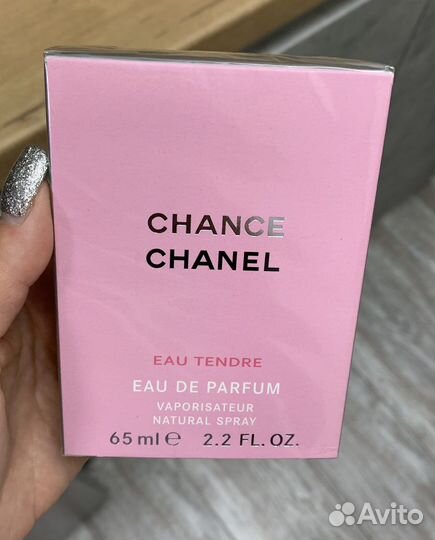 CHANCE
CHANEL
EAU TENDRE
EAU DE PARFUM
VAPORISATEUR
NATURAL SPRAY
65 ml ℮ 2.2 FL. OZ.
Avito